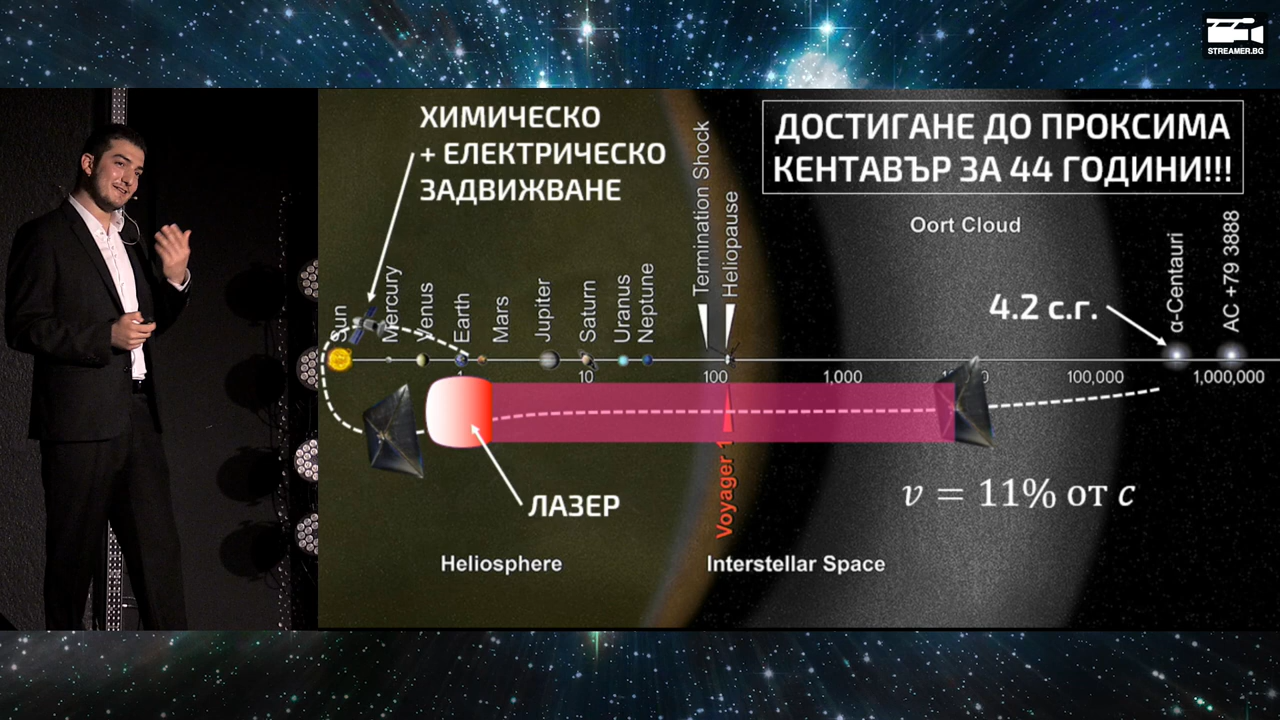 STREAMER.BG
ХИМИЧЕСКО
+ ЕЛЕКТРИЧЕСКО
ЗАДВИЖВАНЕ
ДОСТИГАНЕ ДО ПРОКСИМА
КЕНТАВЪР ЗА 44 ГОДИНИ!!!
Termination Shock
Heliopause
Oort Cloud
α-Centauri
AC +79 3888
4.2 с.г.
Sun
Mercury
Venus
Earth
Mars
Jupiter
Saturn
Uranus
Neptune
1
10
100
1,000
100,000
1,000,000
Voyager 1
ЛАЗЕР
v = 11% от c
Heliosphere
Interstellar Space